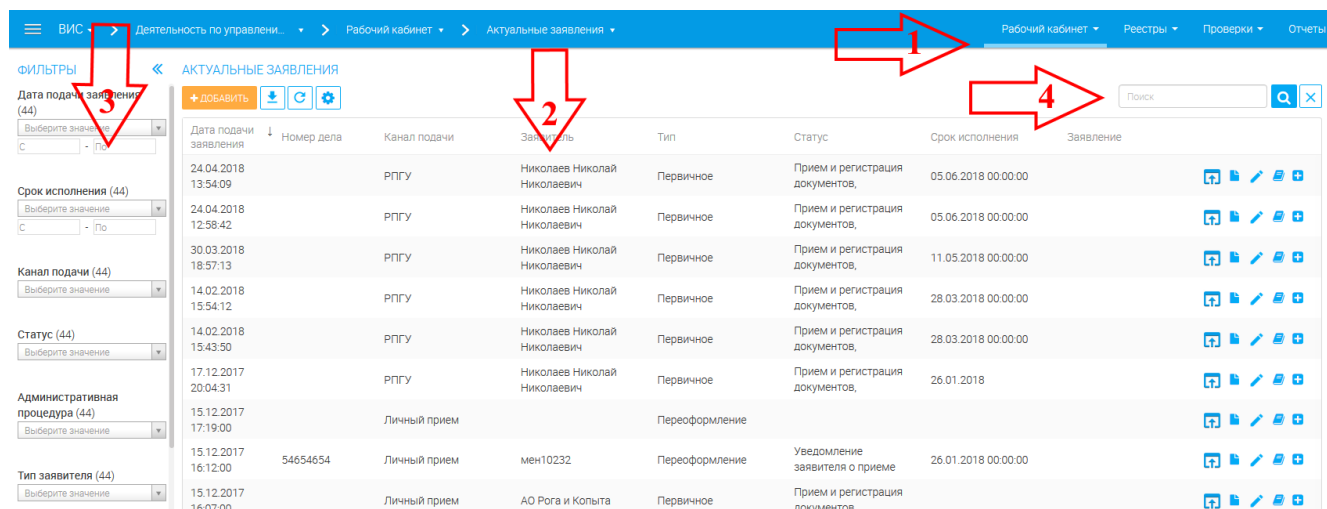 ВИС
Деятельность по управлени...
Рабочий кабинет
Актуальные заявления
1
Рабочий кабинет
Реестры
Проверки
Отчеты
ФИЛЬТРЫ
АКТУАЛЬНЫЕ ЗАЯВЛЕНИЯ
3
2
4
Дата подачи заявления
(44)
Выберите значение
С - По
Срок исполнения (44)
Выберите значение
С - По
Канал подачи (44)
Выберите значение
Статус (44)
Выберите значение
Административная
процедура (44)
Выберите значение
Тип заявителя (44)
Выберите значение
+ ДОБАВИТЬ
Поиск
Дата подачи
заявления
Номер дела
Канал подачи
Заявитель
Тип
Статус
Срок исполнения
Заявление
24.04.2018 Николаев Николай Прием и регистрация
13:54:09 РПГУ Николаевич Первичное документов, 05.06.2018 00:00:00
24.04.2018 Николаев Николай Прием и регистрация
12:58:42 РПГУ Николаевич Первичное документов, 05.06.2018 00:00:00
30.03.2018 Николаев Николай Прием и регистрация
18:57:13 РПГУ Николаевич Первичное документов, 11.05.2018 00:00:00
14.02.2018 Николаев Николай Прием и регистрация
15:54:12 РПГУ Николаевич Первичное документов, 28.03.2018 00:00:00
14.02.2018 Николаев Николай Прием и регистрация
15:43:50 РПГУ Николаевич Первичное документов, 28.03.2018 00:00:00
17.12.2017 Николаев Николай Прием и регистрация
20:04:31 РПГУ Николаевич Первичное документов, 26.01.2018
15.12.2017
17:19:00 Личный прием Переоформление
15.12.2017 Уведомление
16:12:00 54654654 Личный прием мен10232 Переоформление заявителя о приеме 26.01.2018 00:00:00
15.12.2017 Прием и регистрация
16:07:00 Личный прием АО Рога и Копыта Первичное документов